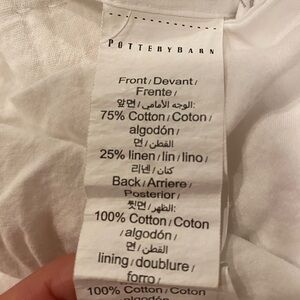 POTTERYBARN
Front / Devant /
Frente /
앞면 / الوجه الأمامي:
75% Cotton / Coton /
algodón /
면 / القطن /
25% linen / lin / lino /
리넨 / كتان /
Back / Arriere /
Posterior /
뒷면 / الظهر:
100% Cotton / Coton
/ algodón /
면 / القطن /
lining / doublure /
forro /
100% Cotton / Coton
/ algodón /